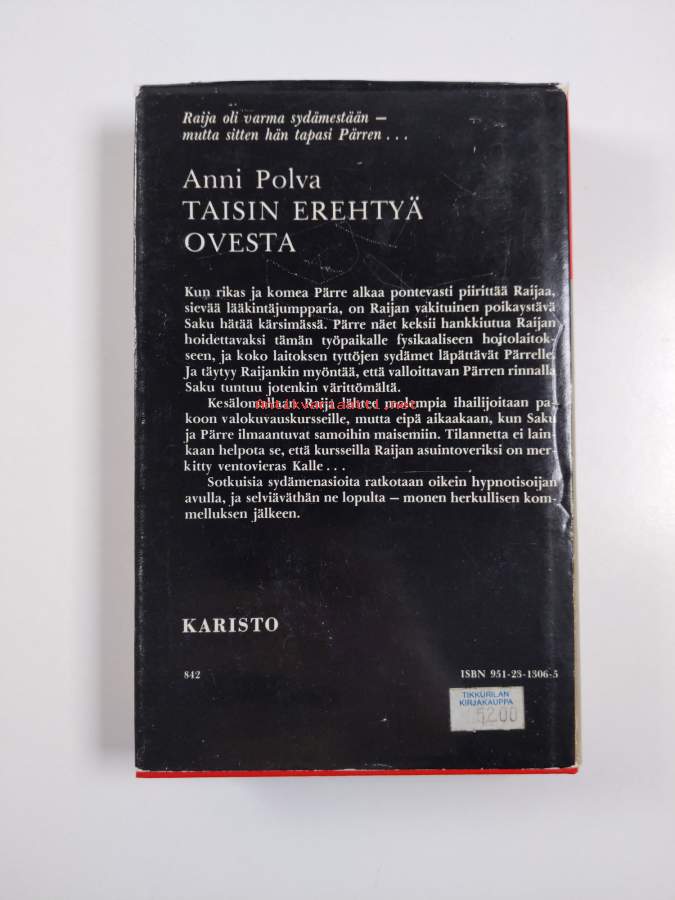 Raija oli varma sydämestään —
mutta sitten hän tapasi Pärren . . .
Anni Polva
TAISIN EREHTYÄ
OVESTA
Kun rikas ja komea Pärre alkaa pontevasti piirittää Raijaa,
sievää lääkintäjumpparia, on Raijan vakituinen poikaystävä
Saku hätää kärsimässä. Pärre näet keksii hankkiutua Raijan
hoidettavaksi tämän työpaikalle fysikaaliseen hoitolaitok-
seen, ja koko laitoksen tyttöjen sydämet läpättävät Pärrelle.
Ja täytyy Raijankin myöntää, että valloittavan Pärren rinnalla
Saku tuntuu jotenkin värittömältä.
Kesälomallaan Raija lähtee molempia ihailijoitaan pa-
Antikvariaatti.net
koon valokuvauskursseille, mutta eipä aikaakaan, kun Saku
ja Pärre ilmaantuvat samoihin maisemiin. Tilannetta ei lain-
kaan helpota se, että kursseilla Raijan asuintoveriksi on mer-
kitty ventovieras Kalle . . .
Sotkuisia sydämenasioita ratkotaan oikein hypnotisoijan
avulla, ja selviäväthän ne lopulta — monen herkullisen kom-
melluksen jälkeen.
KARISTO
842
ISBN 951-23-1306-5
TIKKURILAN
KIRJAKAUPPA
52.00